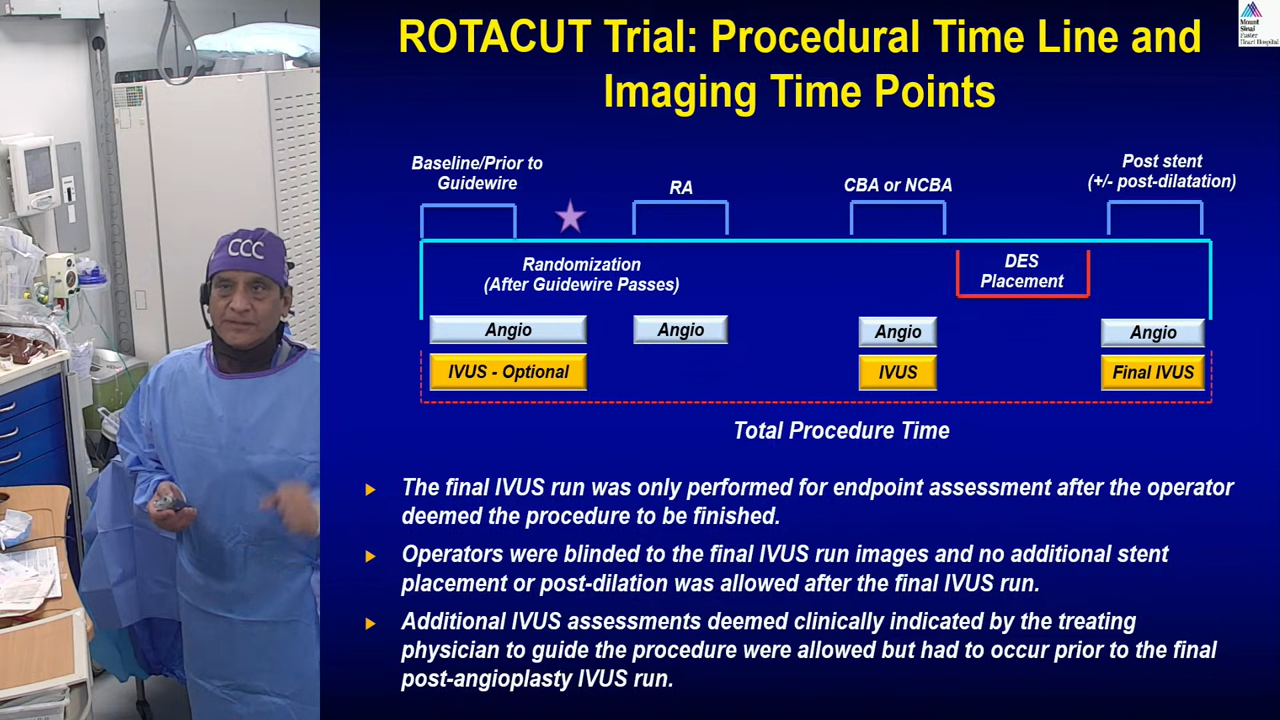 ROTACUT Trial: Procedural Time Line and
Imaging Time Points
Mount
Sinai
Fuster
Heart Hospital
CCC
Baseline/Prior to
Guidewire
RA
CBA or NCBA
Post stent
(+/- post-dilatation)
Randomization
(After Guidewire Passes)
DES
Placement
Angio
Angio
Angio
Angio
IVUS - Optional
IVUS
Final IVUS
Total Procedure Time
The final IVUS run was only performed for endpoint assessment after the operator
deemed the procedure to be finished.
Operators were blinded to the final IVUS run images and no additional stent
placement or post-dilation was allowed after the final IVUS run.
Additional IVUS assessments deemed clinically indicated by the treating
physician to guide the procedure were allowed but had to occur prior to the final
post-angioplasty IVUS run.